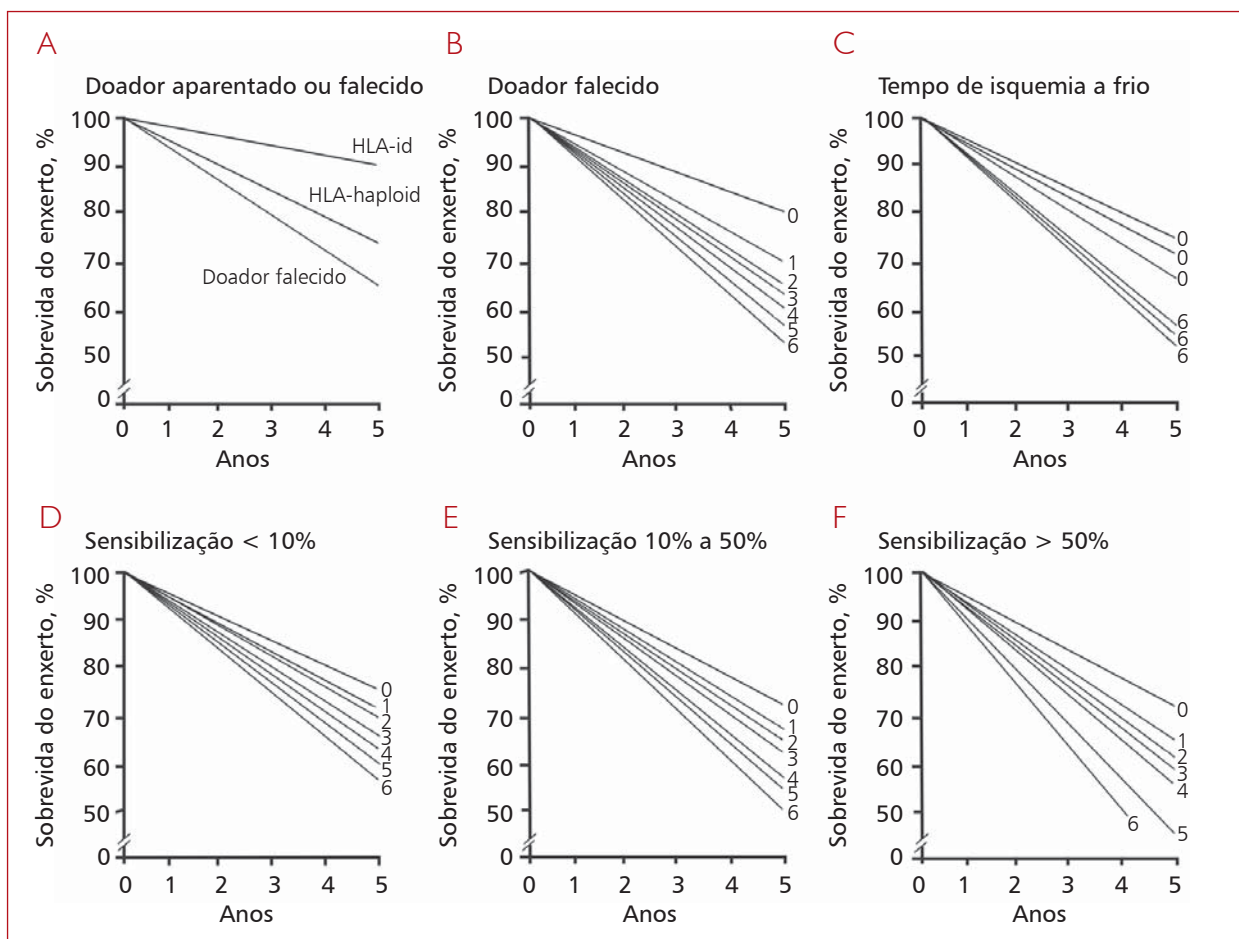 A
Doador aparentado ou falecido
Sobrevida do enxerto, %
100
90
80
70
60
50
0
HLA-id
HLA-haploid
Doador falecido
0 1 2 3 4 5
Anos
B
Doador falecido
Sobrevida do enxerto, %
100
90
80
70
60
50
0
0
1
2
3
4
5
6
0 1 2 3 4 5
Anos
C
Tempo de isquemia a frio
Sobrevida do enxerto, %
100
90
80
70
60
50
0
0
0
0
6
6
6
0 1 2 3 4 5
Anos
D
Sensibilização < 10%
Sobrevida do enxerto, %
100
90
80
70
60
50
0
0
1
2
3
4
5
6
0 1 2 3 4 5
Anos
E
Sensibilização 10% a 50%
Sobrevida do enxerto, %
100
90
80
70
60
50
0
0
1
2
3
4
5
6
0 1 2 3 4 5
Anos
F
Sensibilização > 50%
Sobrevida do enxerto, %
100
90
80
70
60
50
0
0
1
2
3
4
6
5
0 1 2 3 4 5
Anos